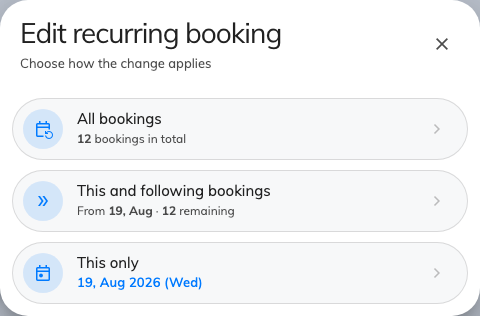 Edit recurring booking
Choose how the change applies
All bookings
12 bookings in total
This and following bookings
From 19, Aug · 12 remaining
This only
19, Aug 2026 (Wed)